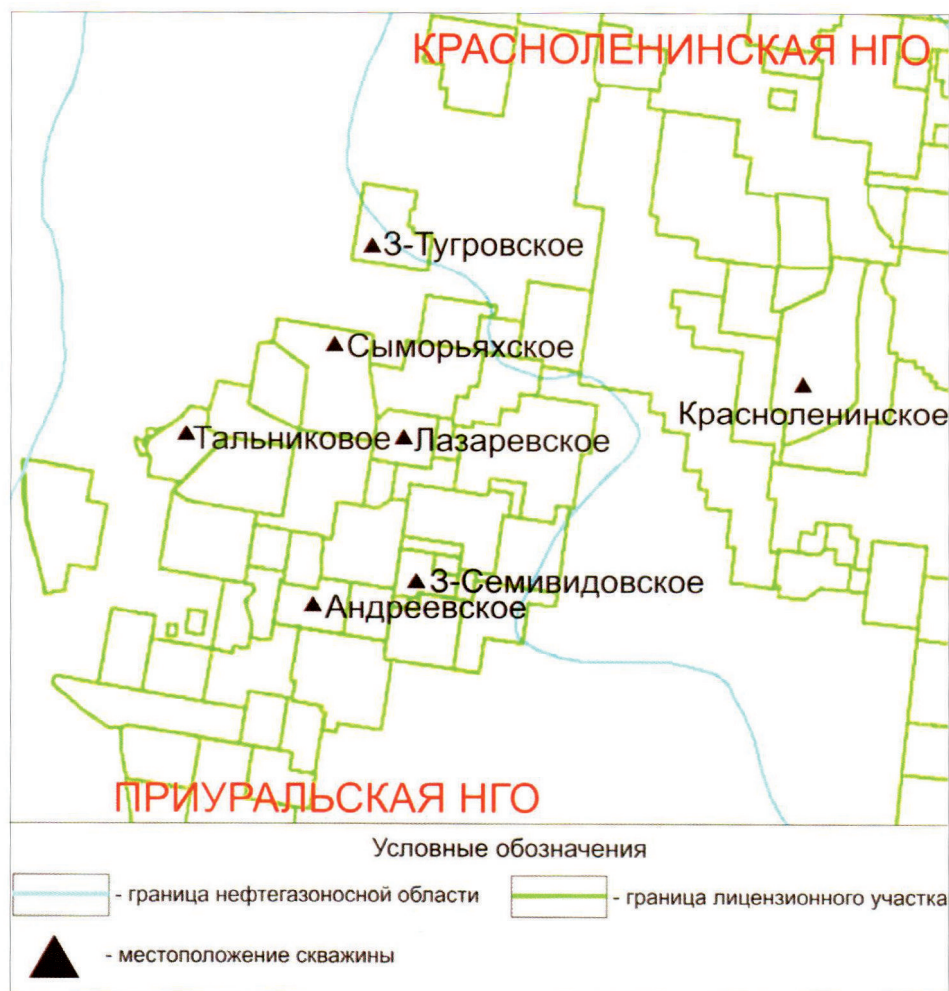 КРАСНОЛЕНИНСКАЯ НГО
З-Тугровское
Сыморьяхское
Красноленинское
Тальниковое
Лазаревское
З-Семивидовское
Андреевское
ПРИУРАЛЬСКАЯ НГО
Условные обозначения
- граница нефтегазоносной области
- граница лицензионного участка
- местоположение скважины